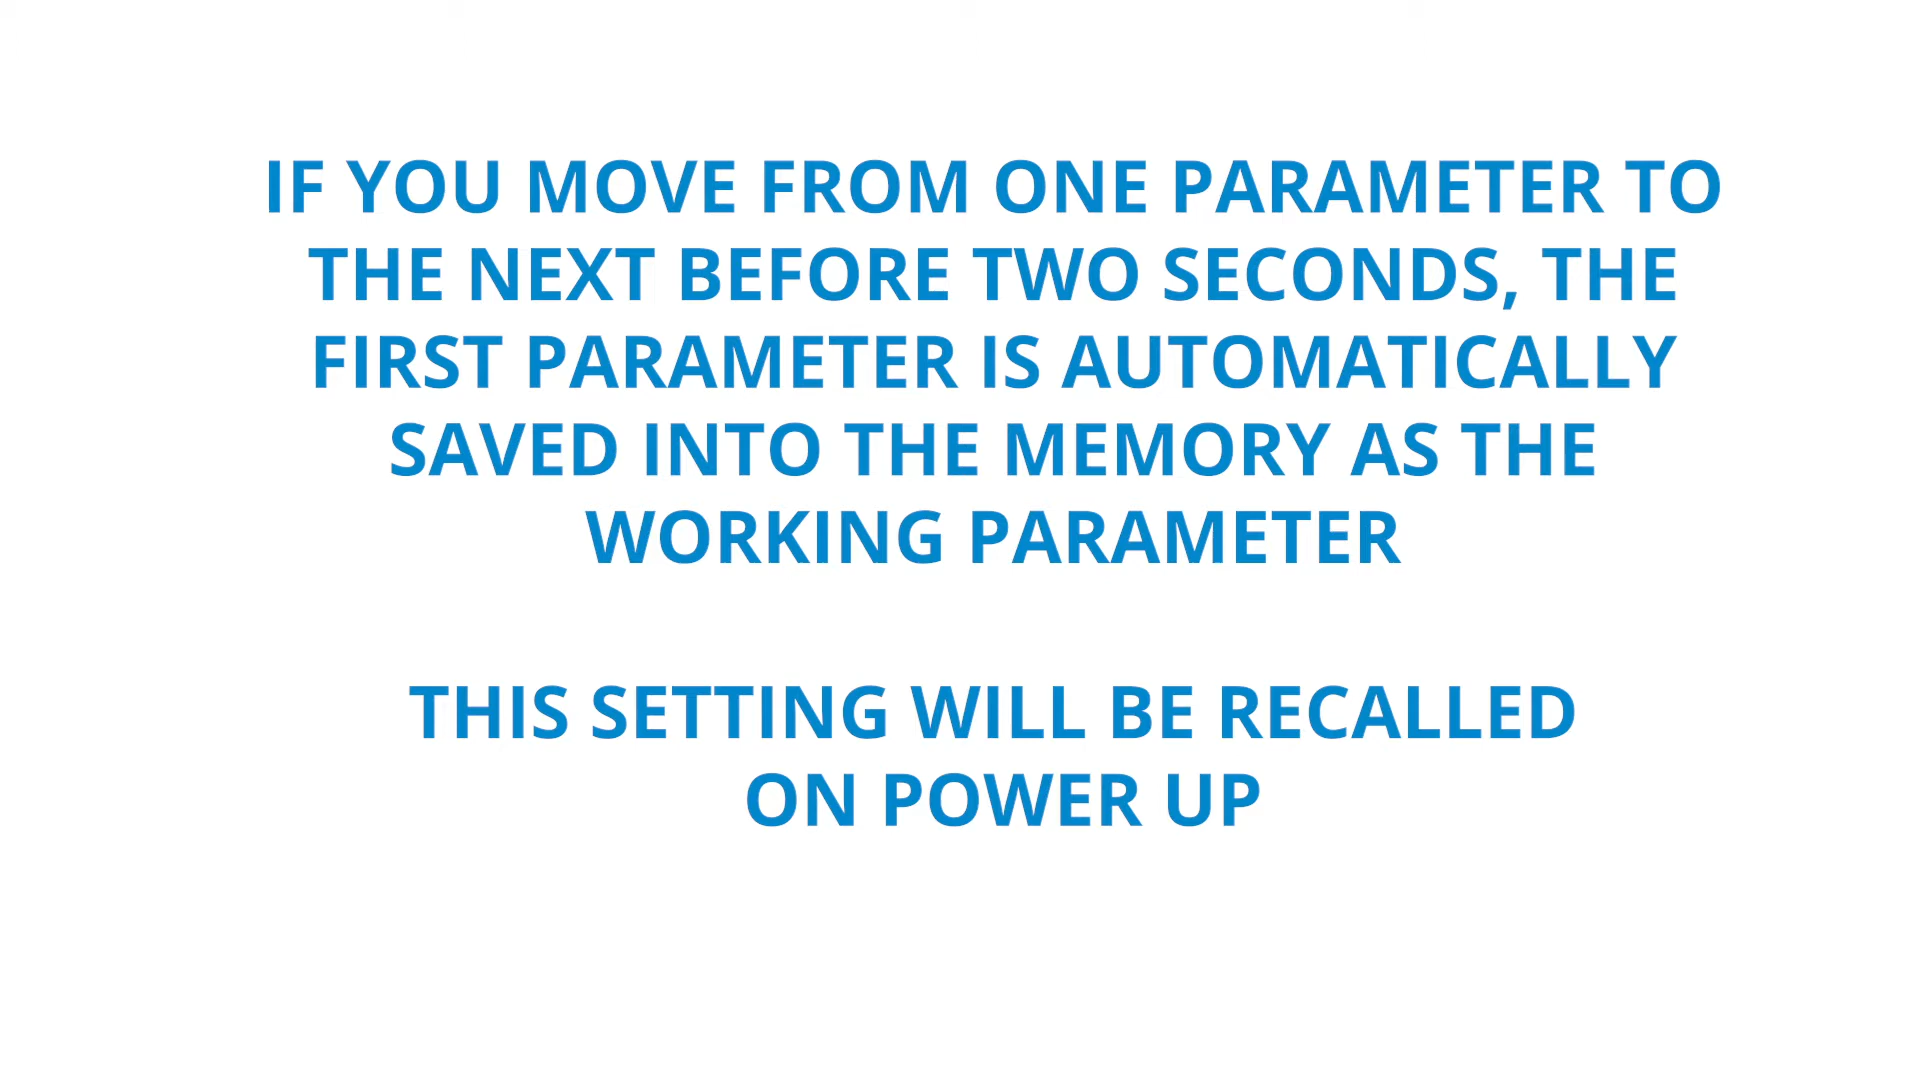 IF YOU MOVE FROM ONE PARAMETER TO
THE NEXT BEFORE TWO SECONDS, THE
FIRST PARAMETER IS AUTOMATICALLY
SAVED INTO THE MEMORY AS THE
WORKING PARAMETER
THIS SETTING WILL BE RECALLED
ON POWER UP